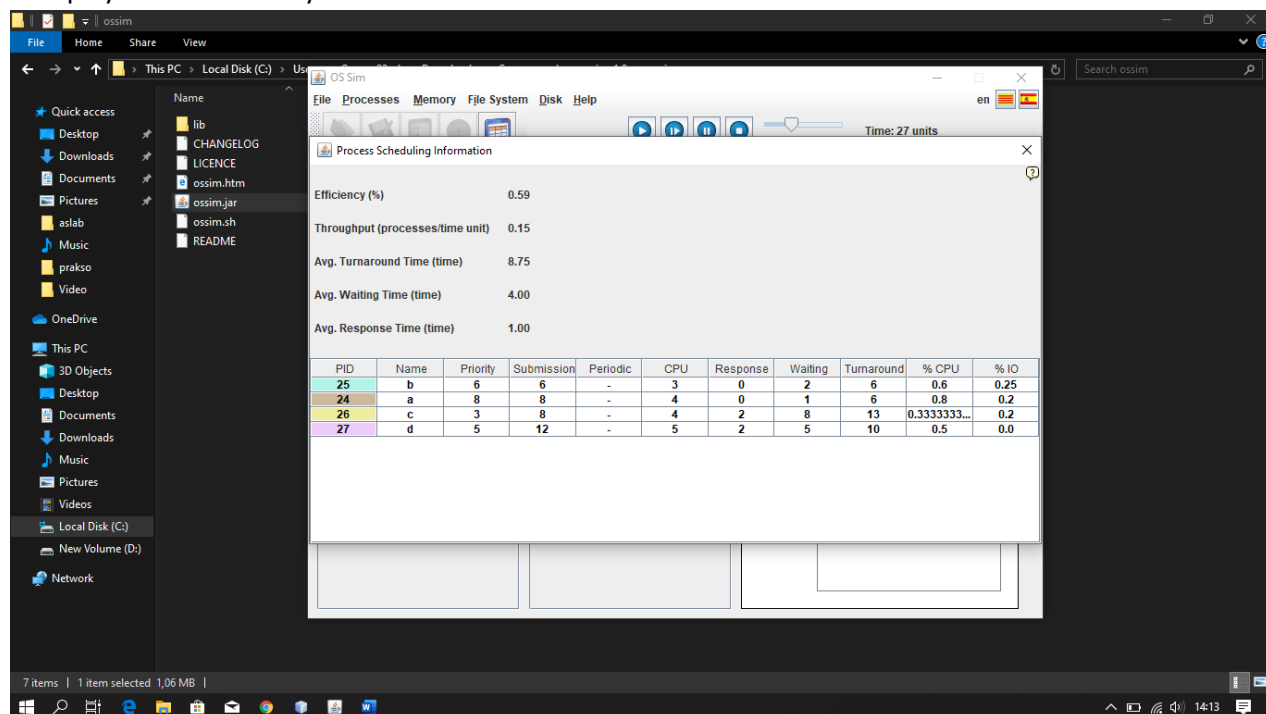 ossim
File Home Share View
This PC > Local Disk (C:) > Search ossim
Quick access
Desktop
Downloads
Documents
Pictures
aslab
Music
prakso
Video
OneDrive
This PC
3D Objects
Desktop
Documents
Downloads
Music
Pictures
Videos
Local Disk (C:)
New Volume (D:)
Network
Name
lib
CHANGELOG
LICENCE
ossim.htm
ossim.jar
ossim.sh
README
OS Sim
File Processes Memory File System Disk Help en
Time: 27 units
Process Scheduling Information
Efficiency (%) 0.59
Throughput (processes/time unit) 0.15
Avg. Turnaround Time (time) 8.75
Avg. Waiting Time (time) 4.00
Avg. Response Time (time) 1.00
PID Name Priority Submission Periodic CPU Response Waiting Turnaround % CPU % IO
25 b 6 6 - 3 0 2 6 0.6 0.25
24 a 8 8 - 4 0 1 6 0.8 0.2
26 c 3 8 - 4 2 8 13 0.3333333... 0.2
27 d 5 12 - 5 2 5 10 0.5 0.0
7 items | 1 item selected 1,06 MB |
14:13